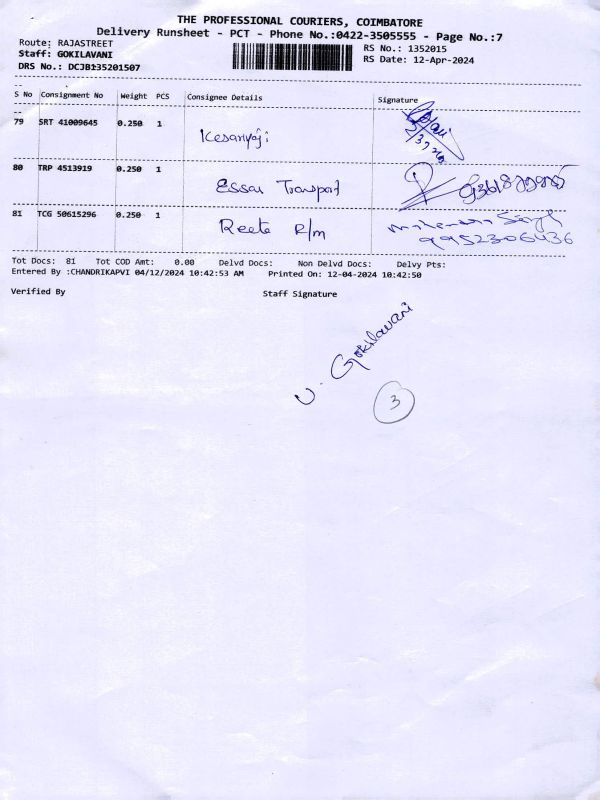 THE PROFESSIONAL COURIERS, COIMBATORE
Delivery Runsheet - PCT - Phone No.:0422-3505555 - Page No.:7
Route: RAJASTREET
RS No.: 1352015
Staff: GOKILAVANI
RS Date: 12-Apr-2024
DRS No.: DCJB135201507
S No Consignment No Weight PCS Consignee Details Signature
79 SRT 41009645 0.250 1 Kesariyaji
80 TRP 4513919 0.250 1 Essar Transport
81 TCG 50615296 0.250 1 Reete R/m Singh
9952306436
Tot Docs: 81 Tot COD Amt: 0.00 Delvd Docs: Non Delvd Docs: Delvy Pts:
Entered By :CHANDRIKAPVI 04/12/2024 10:42:53 AM Printed On: 12-04-2024 10:42:50
Verified By Staff Signature
U. Gokilavani
3